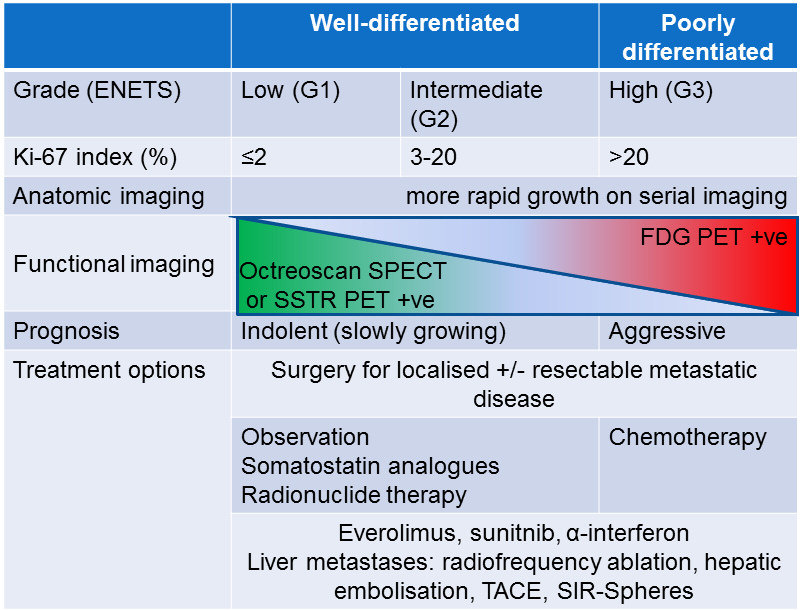 Well-differentiated
Poorly
differentiated
Grade (ENETS)
Low (G1)
Intermediate
(G2)
High (G3)
Ki-67 index (%)
≤2
3-20
>20
Anatomic imaging
more rapid growth on serial imaging
Functional imaging
FDG PET +ve
Octreoscan SPECT
or SSTR PET +ve
Prognosis
Indolent (slowly growing)
Aggressive
Treatment options
Surgery for localised +/- resectable metastatic
disease
Observation
Somatostatin analogues
Radionuclide therapy
Chemotherapy
Everolimus, sunitnib, α-interferon
Liver metastases: radiofrequency ablation, hepatic
embolisation, TACE, SIR-Spheres